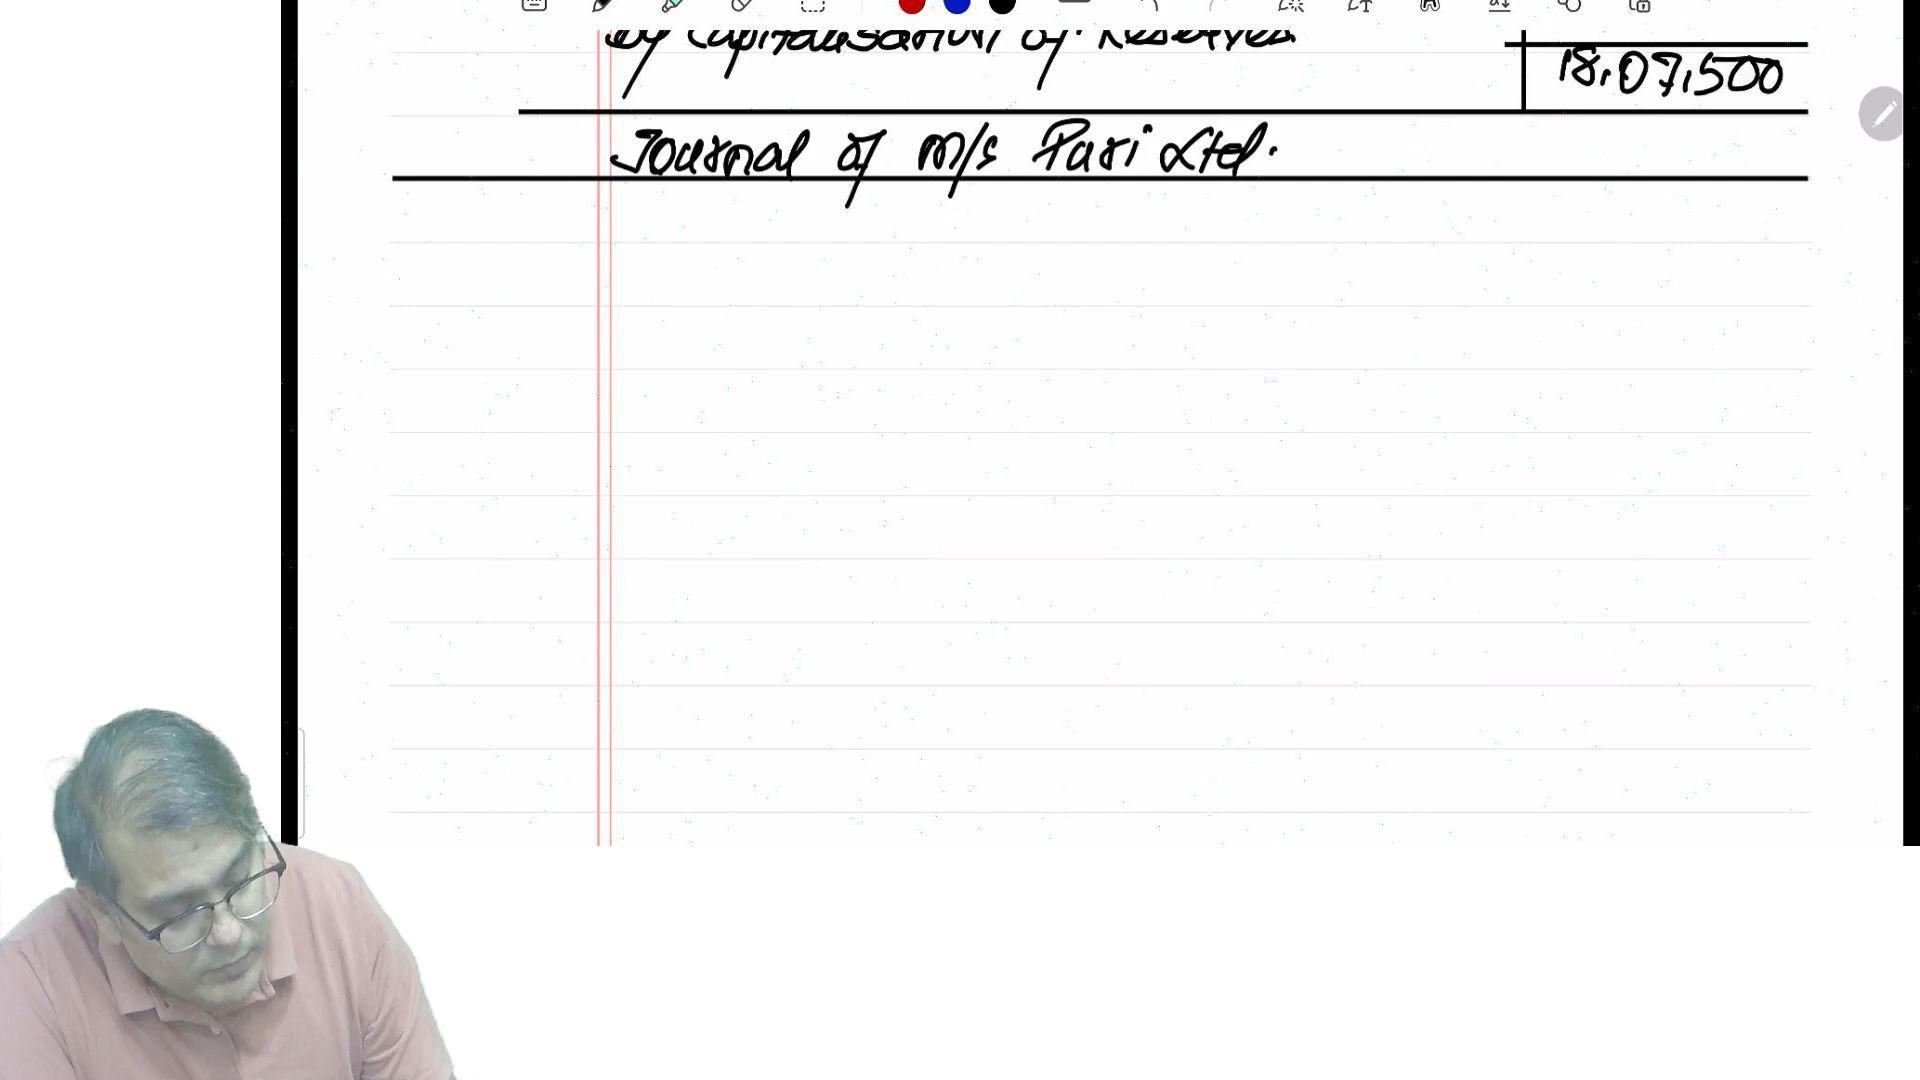 by Capitalisation of Reserves
18,07,500
Journal of M/s Pari Ltd.